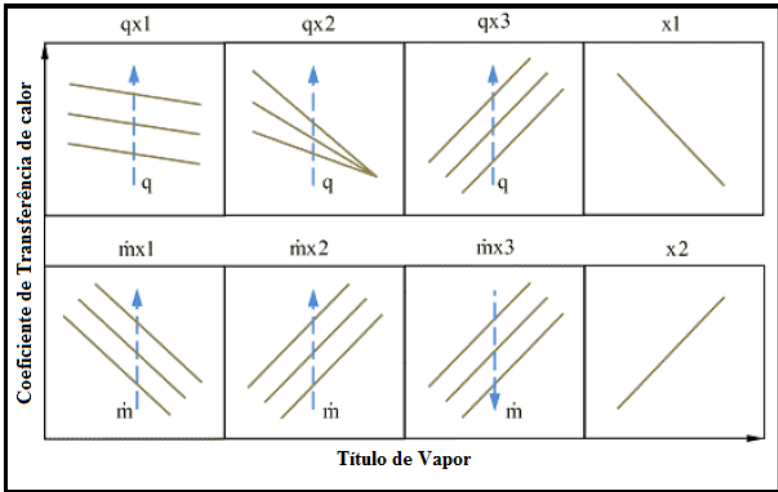 qx1 qx2 qx3 x1
q q q
ṁx1 ṁx2 ṁx3 x2
ṁ ṁ ṁ
Coeficiente de Transferência de calor
Título de Vapor